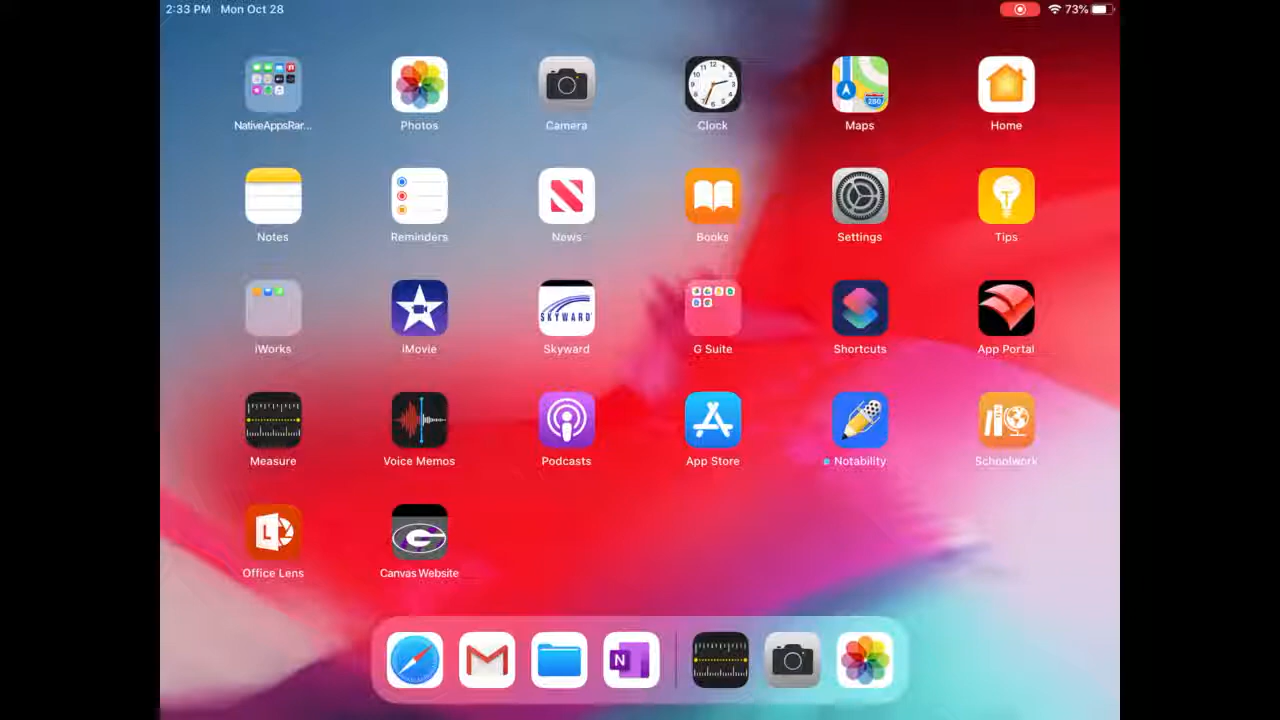 2:33 PM Mon Oct 28 73%
NativeAppsRar... Photos Camera Clock Maps Home
Notes Reminders News Books Settings Tips
SKYWARD
iWorks iMovie Skyward G Suite Shortcuts App Portal
Measure Voice Memos Podcasts App Store Notability Schoolwork
L G
Office Lens Canvas Website
N